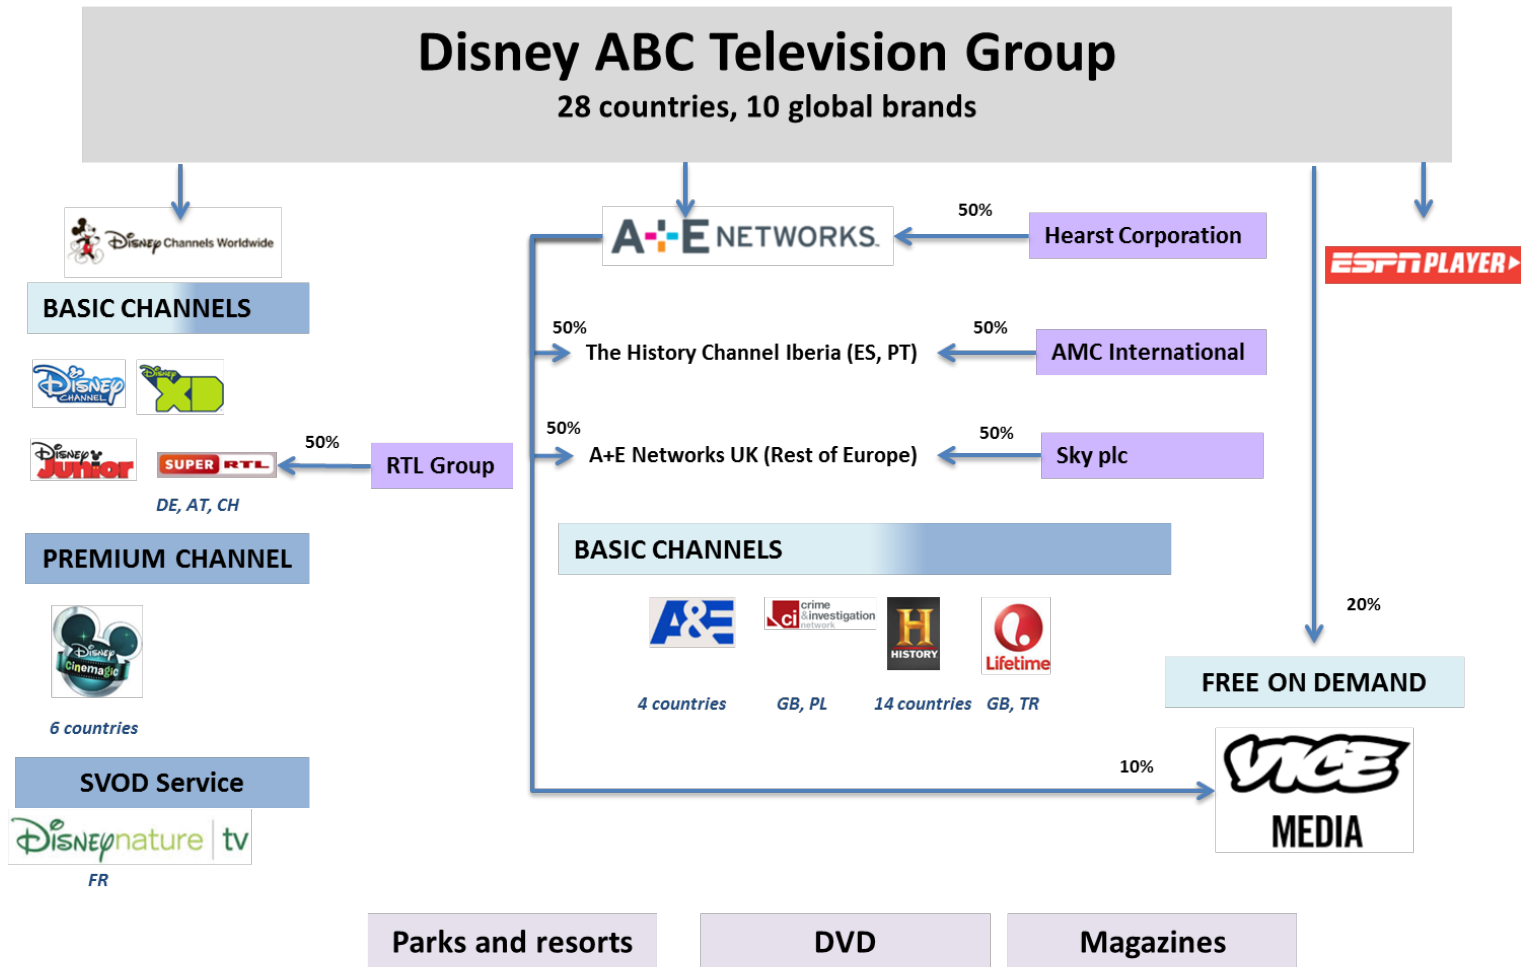 Disney ABC Television Group
28 countries, 10 global brands
Disney Channels Worldwide
BASIC CHANNELS
Disney CHANNEL
Disney XD
Disney Junior
SUPER RTL
50%
RTL Group
DE, AT, CH
PREMIUM CHANNEL
Disney Cinemagic
6 countries
SVOD Service
Disneynature tv
FR
A+E NETWORKS.
50%
Hearst Corporation
50%
The History Channel Iberia (ES, PT)
50%
AMC International
50%
A+E Networks UK (Rest of Europe)
50%
Sky plc
BASIC CHANNELS
A&E
ci crime &investigation network
H HISTORY
Lifetime
4 countries
GB, PL
14 countries
GB, TR
10%
ESPN PLAYER
20%
FREE ON DEMAND
VICE
MEDIA
Parks and resorts
DVD
Magazines